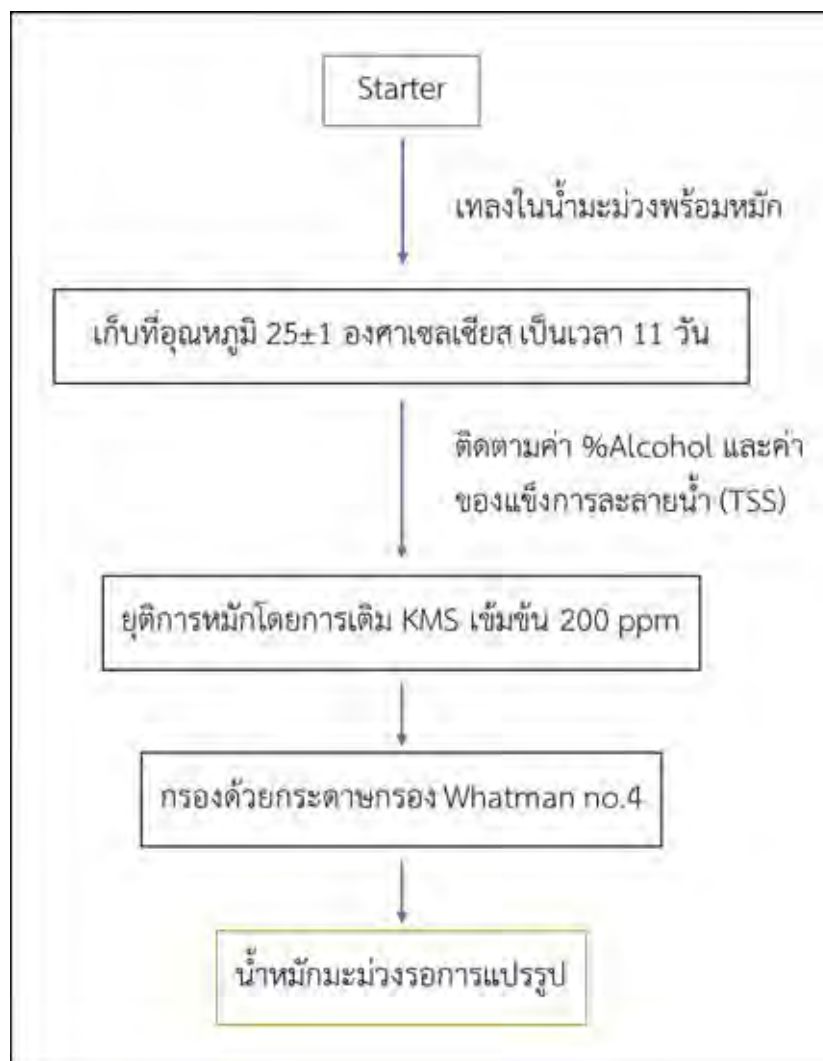 Starter
เทลงในน้ำมะม่วงพร้อมหมัก
เก็บที่อุณหภูมิ 25±1 องศาเซลเซียส เป็นเวลา 11 วัน
ติดตามค่า %Alcohol และค่า
ของแข็งการละลายน้ำ (TSS)
ยุติการหมักโดยการเติม KMS เข้มข้น 200 ppm
กรองด้วยกระดาษกรอง Whatman no.4
น้ำหมักมะม่วงรอการแปรรูป